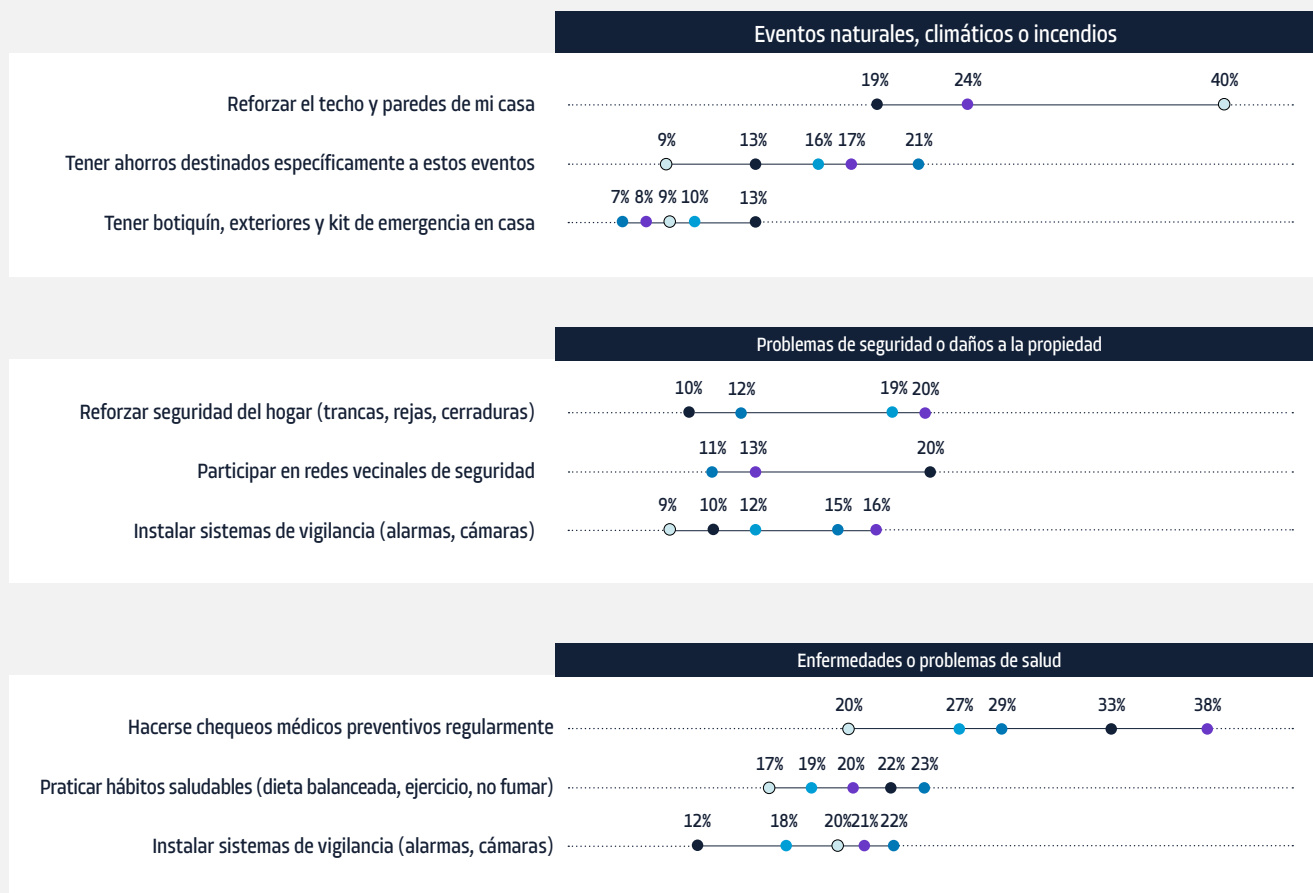 Eventos naturales, climáticos o incendios
19% 24% 40%
Reforzar el techo y paredes de mi casa
9% 13% 16% 17% 21%
Tener ahorros destinados específicamente a estos eventos
7% 8% 9% 10% 13%
Tener botiquín, exteriores y kit de emergencia en casa
Problemas de seguridad o daños a la propiedad
10% 12% 19% 20%
Reforzar seguridad del hogar (trancas, rejas, cerraduras)
11% 13% 20%
Participar en redes vecinales de seguridad
9% 10% 12% 15% 16%
Instalar sistemas de vigilancia (alarmas, cámaras)
Enfermedades o problemas de salud
20% 27% 29% 33% 38%
Hacerse chequeos médicos preventivos regularmente
17% 19% 20% 22% 23%
Praticar hábitos saludables (dieta balanceada, ejercicio, no fumar)
12% 18% 20% 21% 22%
Instalar sistemas de vigilancia (alarmas, cámaras)